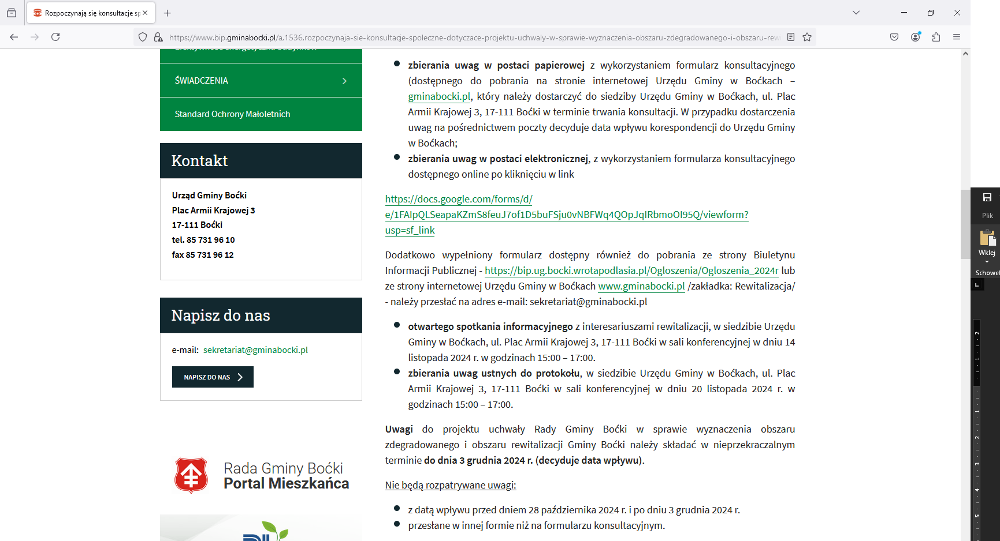 Rozpoczynają się konsultacje sp
https://www.bip.gminabocki.pl/a,1536,rozpoczynaja-sie-konsultacje-spoleczne-dotyczace-projektu-uchwaly-w-sprawie-wyznaczenia-obszaru-zdegradowanego-i-obszaru-rewi
ŚWIADCZENIA
Standard Ochrony Małoletnich
Kontakt
Urząd Gminy Boćki
Plac Armii Krajowej 3
17-111 Boćki
tel. 85 731 96 10
fax 85 731 96 12
Napisz do nas
e-mail: sekretariat@gminabocki.pl
NAPISZ DO NAS
Rada Gminy Boćki
Portal Mieszkańca
zbierania uwag w postaci papierowej z wykorzystaniem formularz konsultacyjnego
(dostępnego do pobrania na stronie internetowej Urzędu Gminy w Boćkach –
gminabocki.pl, który należy dostarczyć do siedziby Urzędu Gminy w Boćkach, ul. Plac
Armii Krajowej 3, 17-111 Boćki w terminie trwania konsultacji. W przypadku dostarczenia
uwag na pośrednictwem poczty decyduje data wpływu korespondencji do Urzędu Gminy
w Boćkach;
zbierania uwag w postaci elektronicznej, z wykorzystaniem formularza konsultacyjnego
dostępnego online po kliknięciu w link
https://docs.google.com/forms/d/
e/1FAIpQLSeapaKZmS8feuJ7of1D5buFSju0vNBFWq4QOpJqIRbmoOI95Q/viewform?
usp=sf_link
Dodatkowo wypełniony formularz dostępny również do pobrania ze strony Biuletynu
Informacji Publicznej - https://bip.ug.bocki.wrotapodlasia.pl/Ogloszenia/Ogloszenia_2024r lub
ze strony internetowej Urzędu Gminy w Boćkach www.gminabocki.pl /zakładka: Rewitalizacja/
- należy przesłać na adres e-mail: sekretariat@gminabocki.pl
otwartego spotkania informacyjnego z interesariuszami rewitalizacji, w siedzibie Urzędu
Gminy w Boćkach, ul. Plac Armii Krajowej 3, 17-111 Boćki w sali konferencyjnej w dniu 14
listopada 2024 r. w godzinach 15:00 – 17:00.
zbierania uwag ustnych do protokołu, w siedzibie Urzędu Gminy w Boćkach, ul. Plac
Armii Krajowej 3, 17-111 Boćki w sali konferencyjnej w dniu 20 listopada 2024 r. w
godzinach 15:00 – 17:00.
Uwagi do projektu uchwały Rady Gminy Boćki w sprawie wyznaczenia obszaru
zdegradowanego i obszaru rewitalizacji Gminy Boćki należy składać w nieprzekraczalnym
terminie do dnia 3 grudnia 2024 r. (decyduje data wpływu).
Nie będą rozpatrywane uwagi:
z datą wpływu przed dniem 28 października 2024 r. i po dniu 3 grudnia 2024 r.
przesłane w innej formie niż na formularzu konsultacyjnym.
Plik
Wklej
Schowek
2
1
1
2
3
4
5